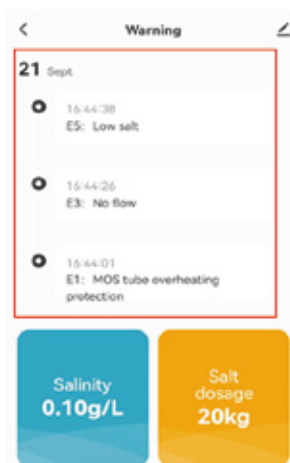 Warning
21 Sept
16:44:38
E5: Low salt
16:44:26
E3: No flow
16:44:01
E1: MOS tube overheating
protection
Salinity
0.10g/L
Salt
dosage
20kg